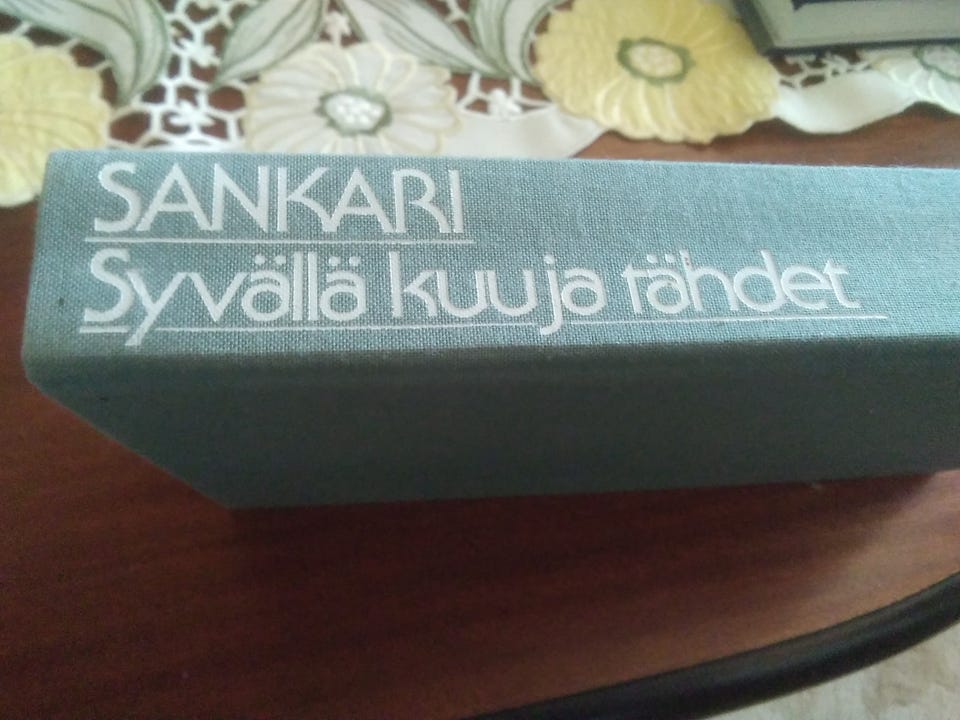 SANKARI
Syvällä kuu ja tähdet